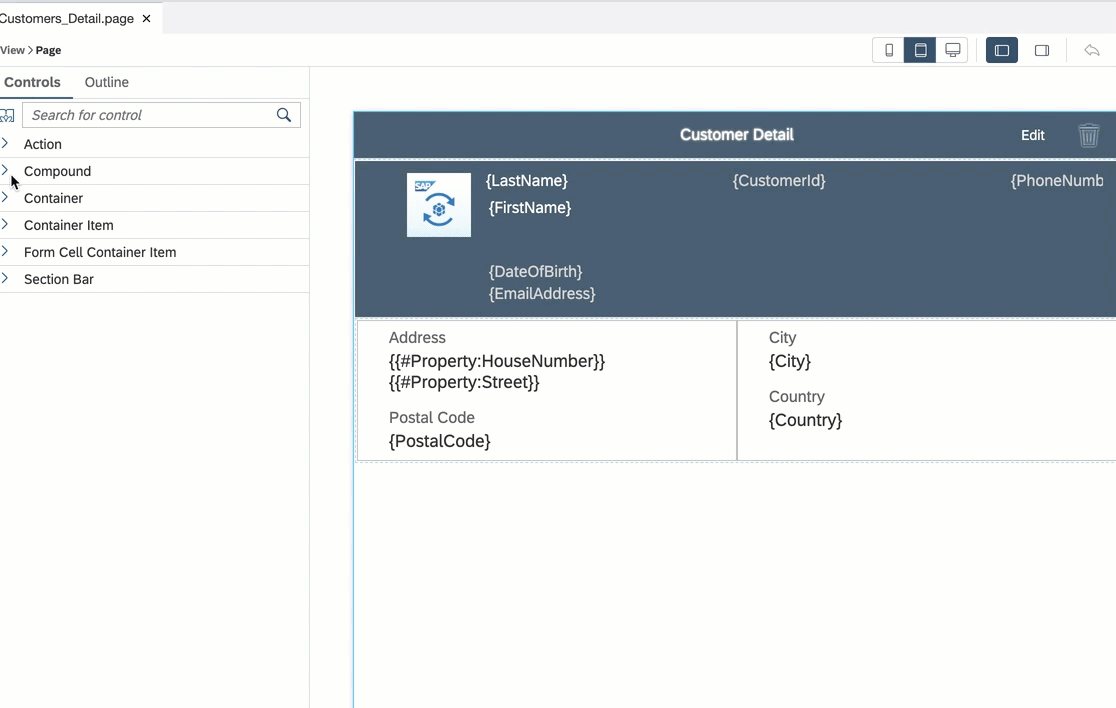 Customers_Detail.page ×
View > Page
Controls Outline
Search for control
Action
Compound
Container
Container Item
Form Cell Container Item
Section Bar
Customer Detail Edit
SAP
{LastName} {CustomerId} {PhoneNumb
{FirstName}
{DateOfBirth}
{EmailAddress}
Address City
{{#Property:HouseNumber}} {City}
{{#Property:Street}}
Country
Postal Code {Country}
{PostalCode}